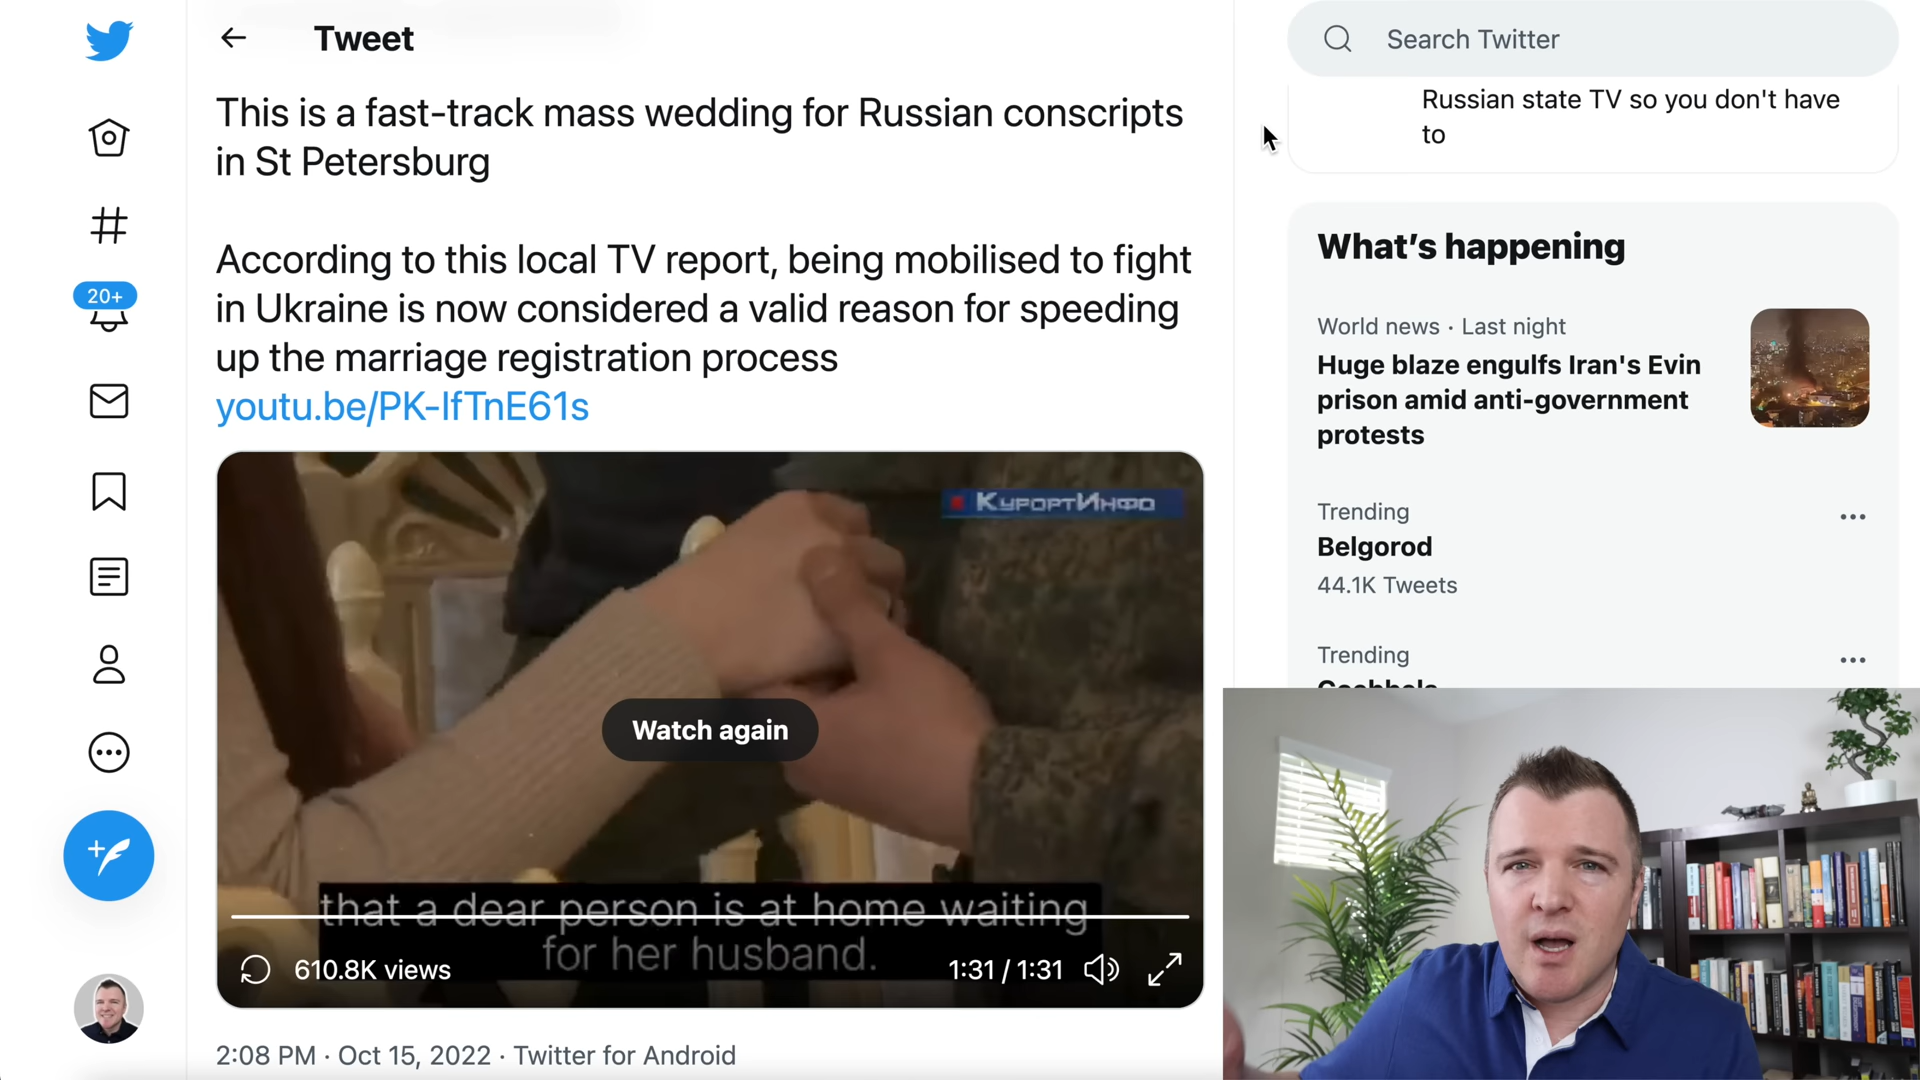 Tweet
This is a fast-track mass wedding for Russian conscripts
in St Petersburg
According to this local TV report, being mobilised to fight
in Ukraine is now considered a valid reason for speeding
up the marriage registration process
youtu.be/PK-IfTnE61s
КУРОРТИНФО
Watch again
that a dear person is at home waiting
for her husband.
610.8K views
1:31 / 1:31
2:08 PM · Oct 15, 2022 · Twitter for Android
20+
Search Twitter
Russian state TV so you don't have
to
What's happening
World news · Last night
Huge blaze engulfs Iran's Evin
prison amid anti-government
protests
Trending
Belgorod
44.1K Tweets
Trending